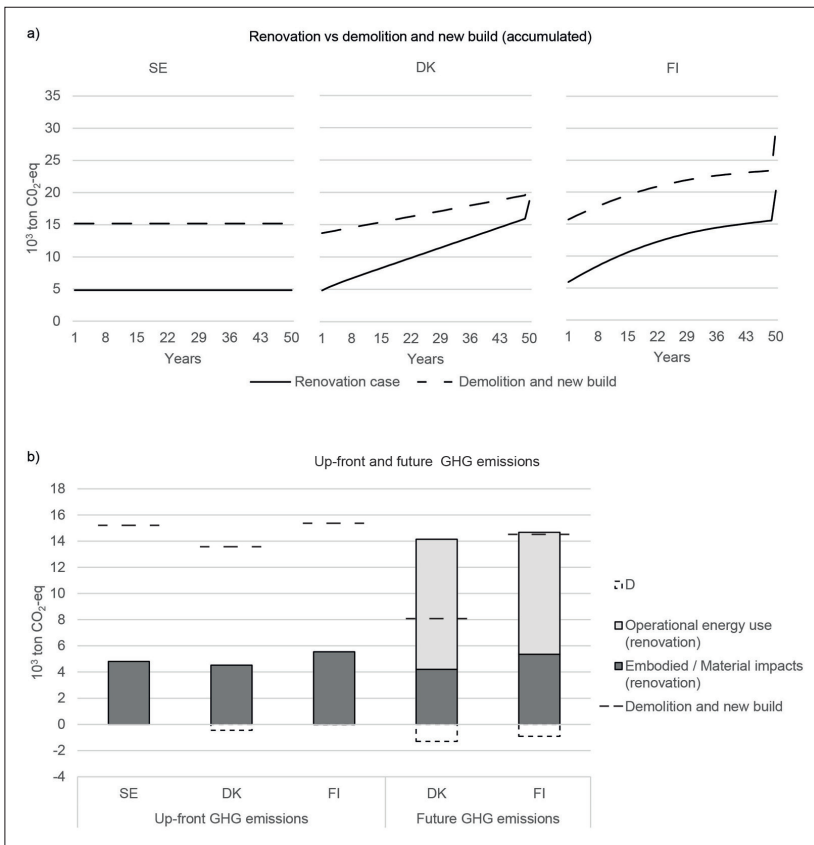 a)
Renovation vs demolition and new build (accumulated)
SE DK FI
10³ ton CO₂-eq
35
30
25
20
15
10
5
0
1 8 15 22 29 36 43 50 1 8 15 22 29 36 43 50 1 8 15 22 29 36 43 50
Years Years Years
Renovation case Demolition and new build
b)
Up-front and future GHG emissions
10³ ton CO₂-eq
18
16
14
12
10
8
6
4
2
0
-2
-4
SE DK FI DK FI
Up-front GHG emissions Future GHG emissions
D
Operational energy use
(renovation)
Embodied / Material impacts
(renovation)
Demolition and new build